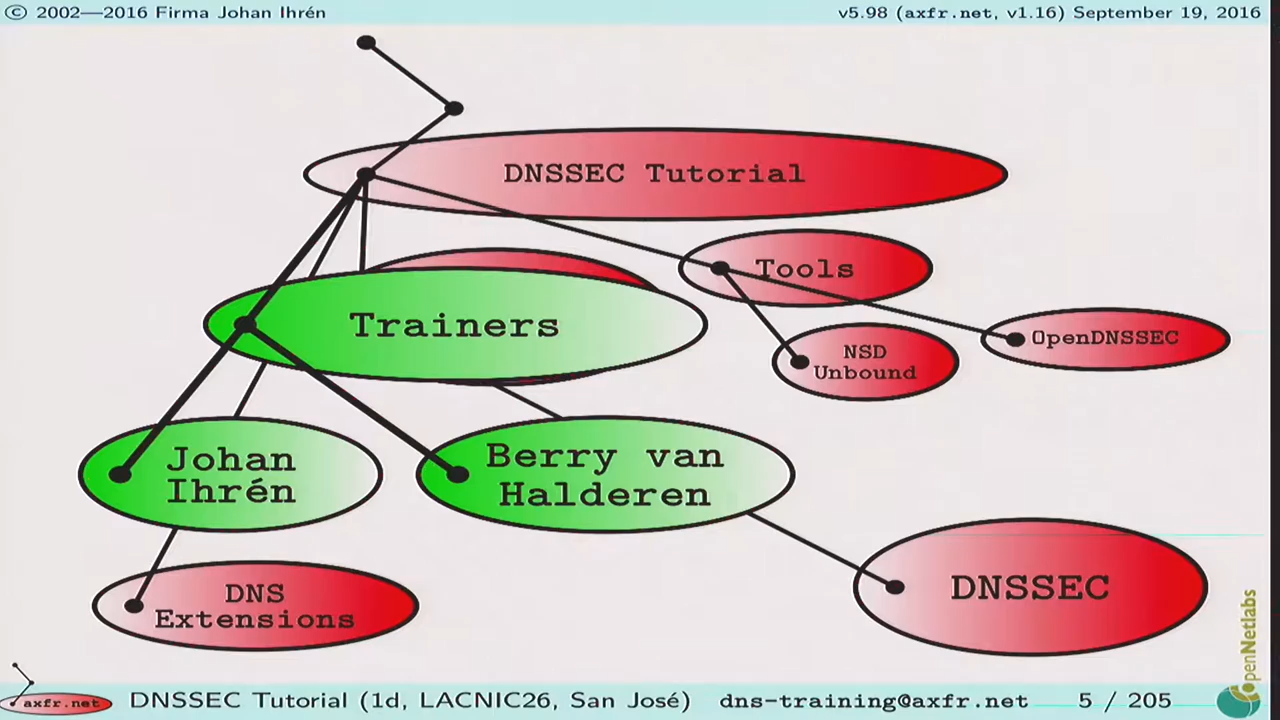 © 2002—2016 Firma Johan Ihrén
v5.98 (axfr.net, v1.16) September 19, 2016
DNSSEC Tutorial
Tools
Trainers
NSD
Unbound
OpenDNSSEC
Johan
Ihrén
Berry van
Halderen
DNS
Extensions
DNSSEC
OpenNetlabs
axfr.net
DNSSEC Tutorial (1d, LACNIC26, San José)
dns-training@axfr.net
5 / 205